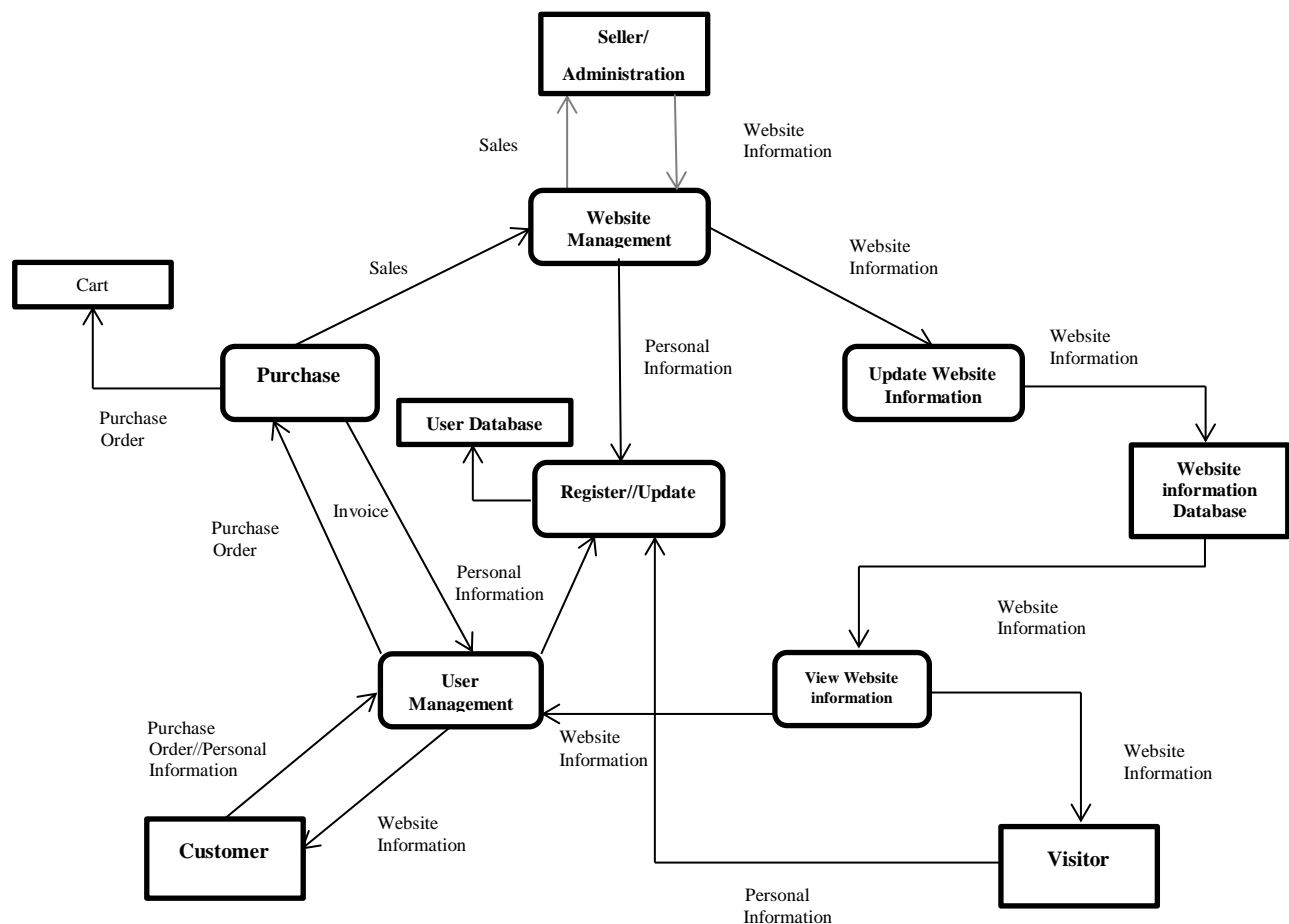 Seller/
Administration
Sales
Website
Information
Website
Management
Website
Information
Sales
Cart
Personal
Information
Website
Information
Purchase
Update Website
Information
Purchase
Order
User Database
Website
information
Database
Register//Update
Invoice
Purchase
Order
Personal
Information
Website
Information
User
Management
View Website
information
Purchase
Order//Personal
Information
Website
Information
Website
Information
Website
Information
Customer
Visitor
Personal
Information